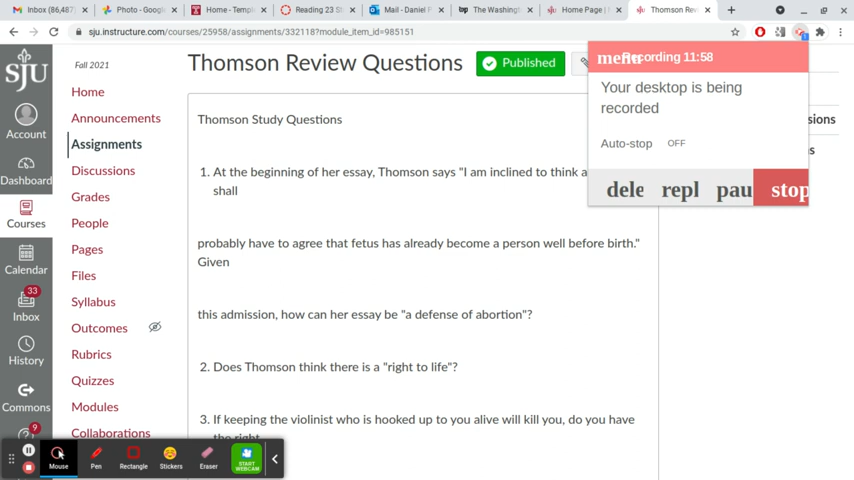 Inbox (86,487)
Photo - Google
Home - Templ
Reading 23 S
Mail - Daniel P
The Washing
Home Page |
Thomson Rev
sju.instructure.com/courses/25958/assignments/332118?module_item_id=985151
SJU
Account
Dashboard
Courses
Calendar
33
Inbox
History
Commons
9
Fall 2021
Home
Announcements
Assignments
Discussions
Grades
People
Pages
Files
Syllabus
Outcomes
Rubrics
Quizzes
Modules
Collaborations
Thomson Review Questions
Published
Thomson Study Questions
1. At the beginning of her essay, Thomson says "I am inclined to think a
shall
probably have to agree that fetus has already become a person well before birth."
Given
this admission, how can her essay be "a defense of abortion"?
2. Does Thomson think there is a "right to life"?
3. If keeping the violinist who is hooked up to you alive will kill you, do you have
the right
menu
Recording 11:58
Your desktop is being
recorded
Auto-stop OFF
dele repl pau stop
sions
s
Mouse
Pen
Rectangle
Stickers
Eraser
START
WEBCAM